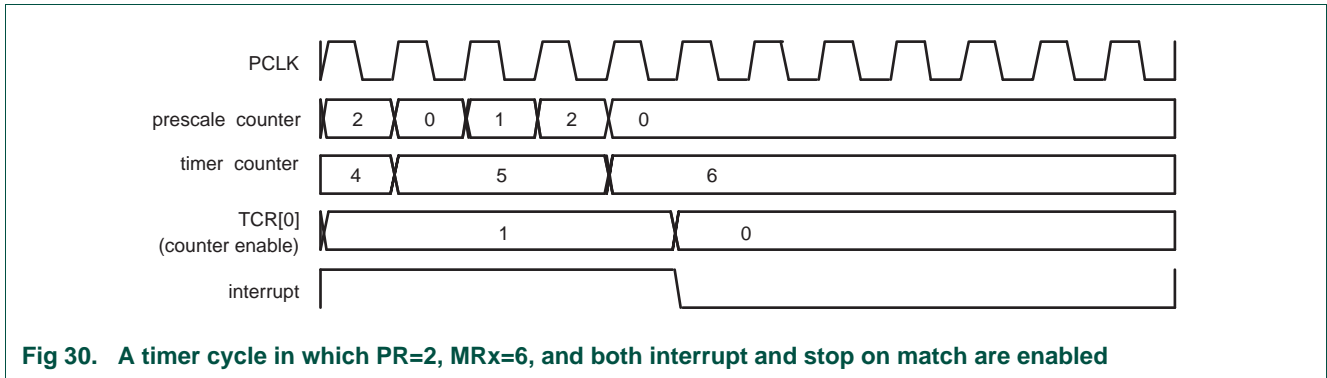 PCLK
prescale counter 2 0 1 2 0
timer counter 4 5 6
TCR[0]
(counter enable) 1 0
interrupt
Fig 30. A timer cycle in which PR=2, MRx=6, and both interrupt and stop on match are enabled